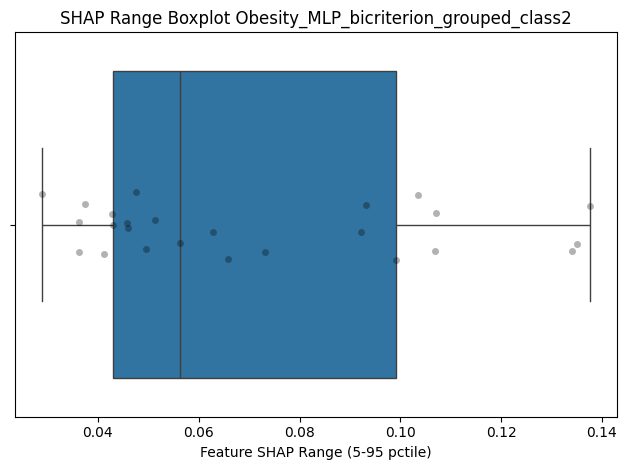 SHAP Range Boxplot Obesity_MLP_bicriterion_grouped_class2
0.04 0.06 0.08 0.10 0.12 0.14
Feature SHAP Range (5-95 pctile)